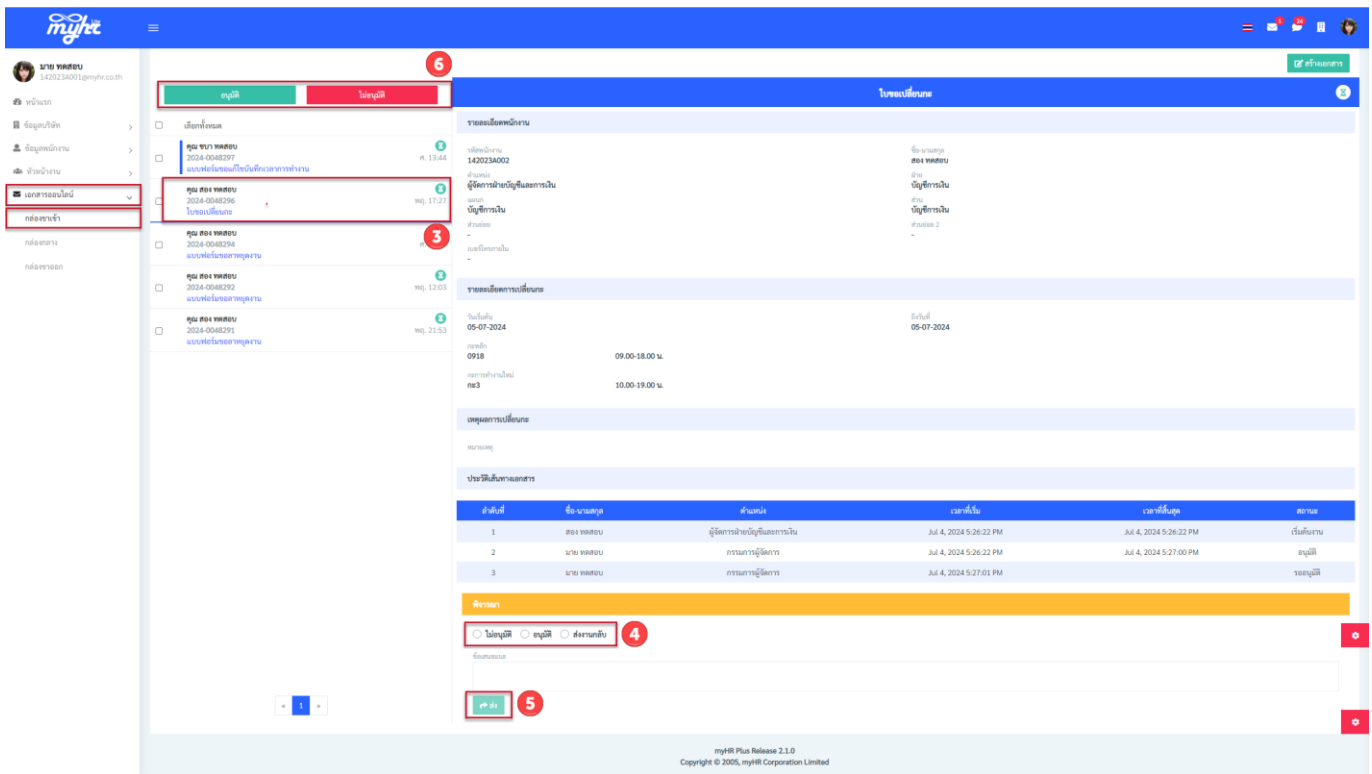 myhr Lite
1
24
มาย ทดสอบ
142023A001@myhr.co.th
หน้าแรก
ข้อมูลบริษัท
ข้อมูลพนักงาน
หัวหน้างาน
เอกสารออนไลน์
กล่องขาเข้า
กล่องกลาง
กล่องขาออก
6
อนุมัติ
ไม่อนุมัติ
เลือกทั้งหมด
คุณ ชบา ทดสอบ
2024-0048297 ศ. 13:44
แบบฟอร์มขอแก้ไขบันทึกเวลาการทำงาน
คุณ สอง ทดสอบ
2024-0048296 พฤ. 17:27
ใบขอเปลี่ยนกะ
3
คุณ สอง ทดสอบ
2024-0048294
แบบฟอร์มขอลาหยุดงาน
คุณ สอง ทดสอบ
2024-0048292 พฤ. 12:03
แบบฟอร์มขอลาหยุดงาน
คุณ สอง ทดสอบ
2024-0048291 พฤ. 21:53
แบบฟอร์มขอลาหยุดงาน
« 1 »
สร้างเอกสาร
ใบขอเปลี่ยนกะ
รายละเอียดพนักงาน
รหัสพนักงาน ชื่อ-นามสกุล
142023A002 สอง ทดสอบ
ตำแหน่ง ฝ่าย
ผู้จัดการฝ่ายบัญชีและการเงิน บัญชีการเงิน
แผนก ส่วน
บัญชีการเงิน บัญชีการเงิน
ส่วนย่อย ส่วนย่อย 2
- -
เบอร์โทรภายใน
-
รายละเอียดการเปลี่ยนกะ
วันเริ่มต้น ถึงวันที่
05-07-2024 05-07-2024
กะหลัก
0918 09.00-18.00 น.
กะการทำงานใหม่
กะ3 10.00-19.00 น.
เหตุผลการเปลี่ยนกะ
หมายเหตุ
ประวัติเส้นทางเอกสาร
ลำดับที่ ชื่อ-นามสกุล ตำแหน่ง เวลาที่เริ่ม เวลาที่สิ้นสุด สถานะ
1 สอง ทดสอบ ผู้จัดการฝ่ายบัญชีและการเงิน Jul 4, 2024 5:26:22 PM Jul 4, 2024 5:26:22 PM เริ่มต้นงาน
2 มาย ทดสอบ กรรมการผู้จัดการ Jul 4, 2024 5:26:22 PM Jul 4, 2024 5:27:00 PM อนุมัติ
3 มาย ทดสอบ กรรมการผู้จัดการ Jul 4, 2024 5:27:01 PM รออนุมัติ
พิจารณา
ไม่อนุมัติ อนุมัติ ส่งงานกลับ 4
ข้อเสนอแนะ
ส่ง 5
myHR Plus Release 2.1.0
Copyright © 2005, myHR Corporation Limited